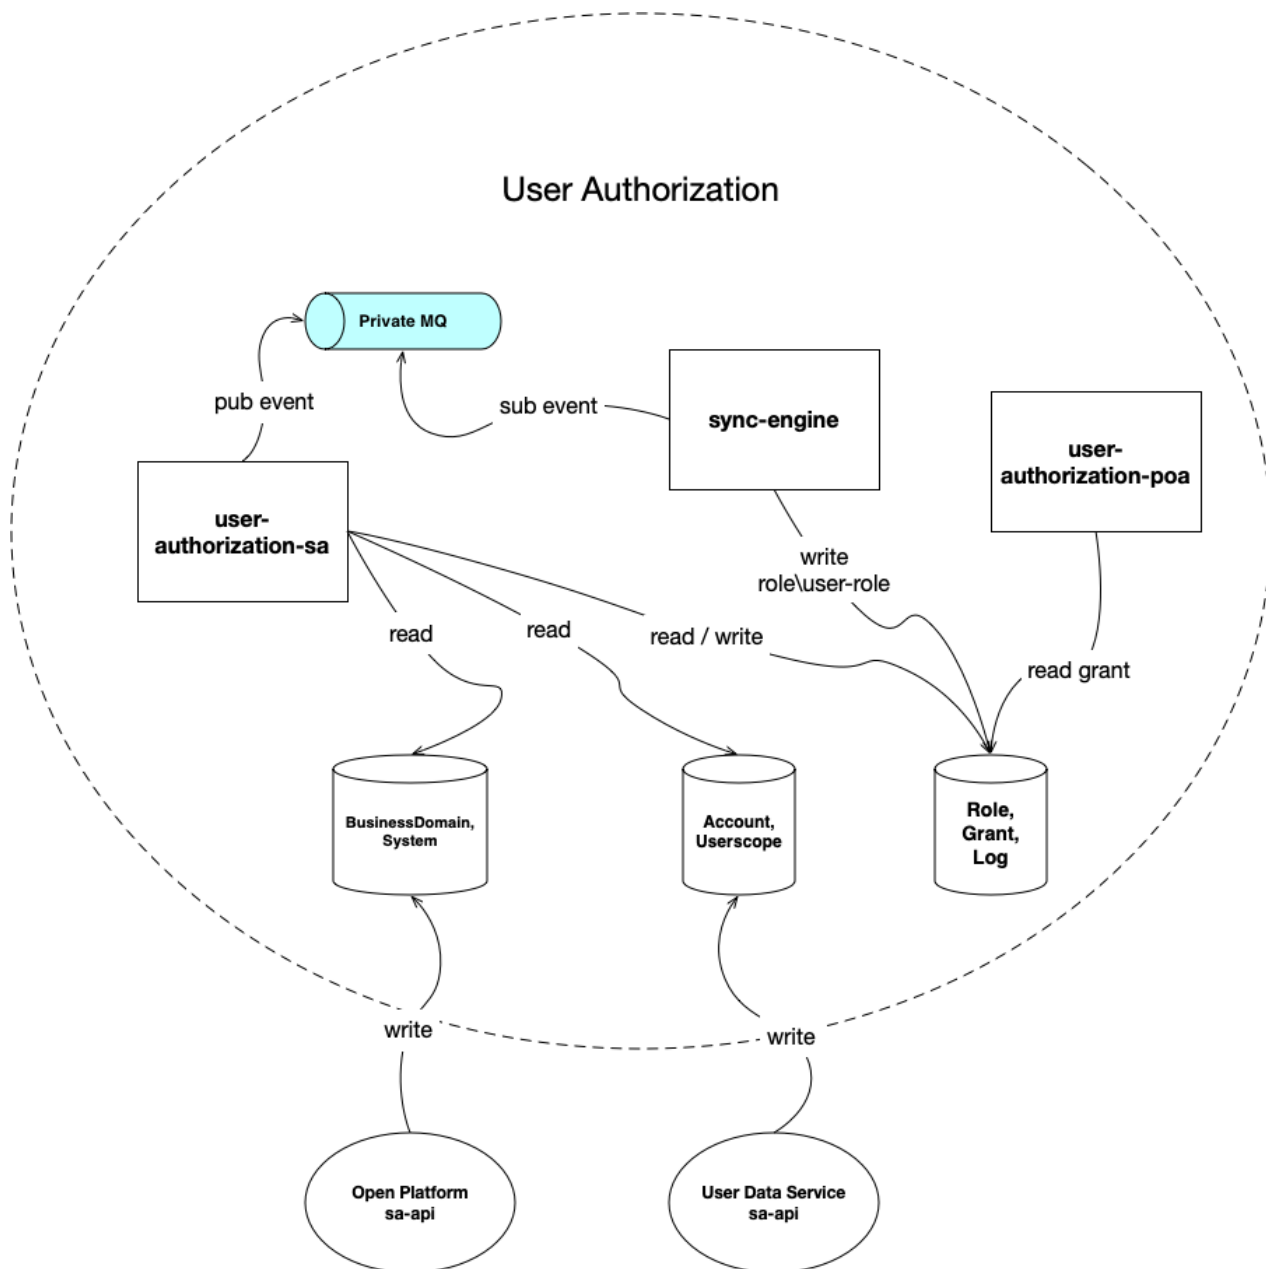 User Authorization
Private MQ
pub event
sub event
sync-engine
user-
authorization-poa
user-
authorization-sa
write
role\user-role
read
read
read / write
read grant
BusinessDomain,
System
Account,
Userscope
Role,
Grant,
Log
write
write
Open Platform
sa-api
User Data Service
sa-api